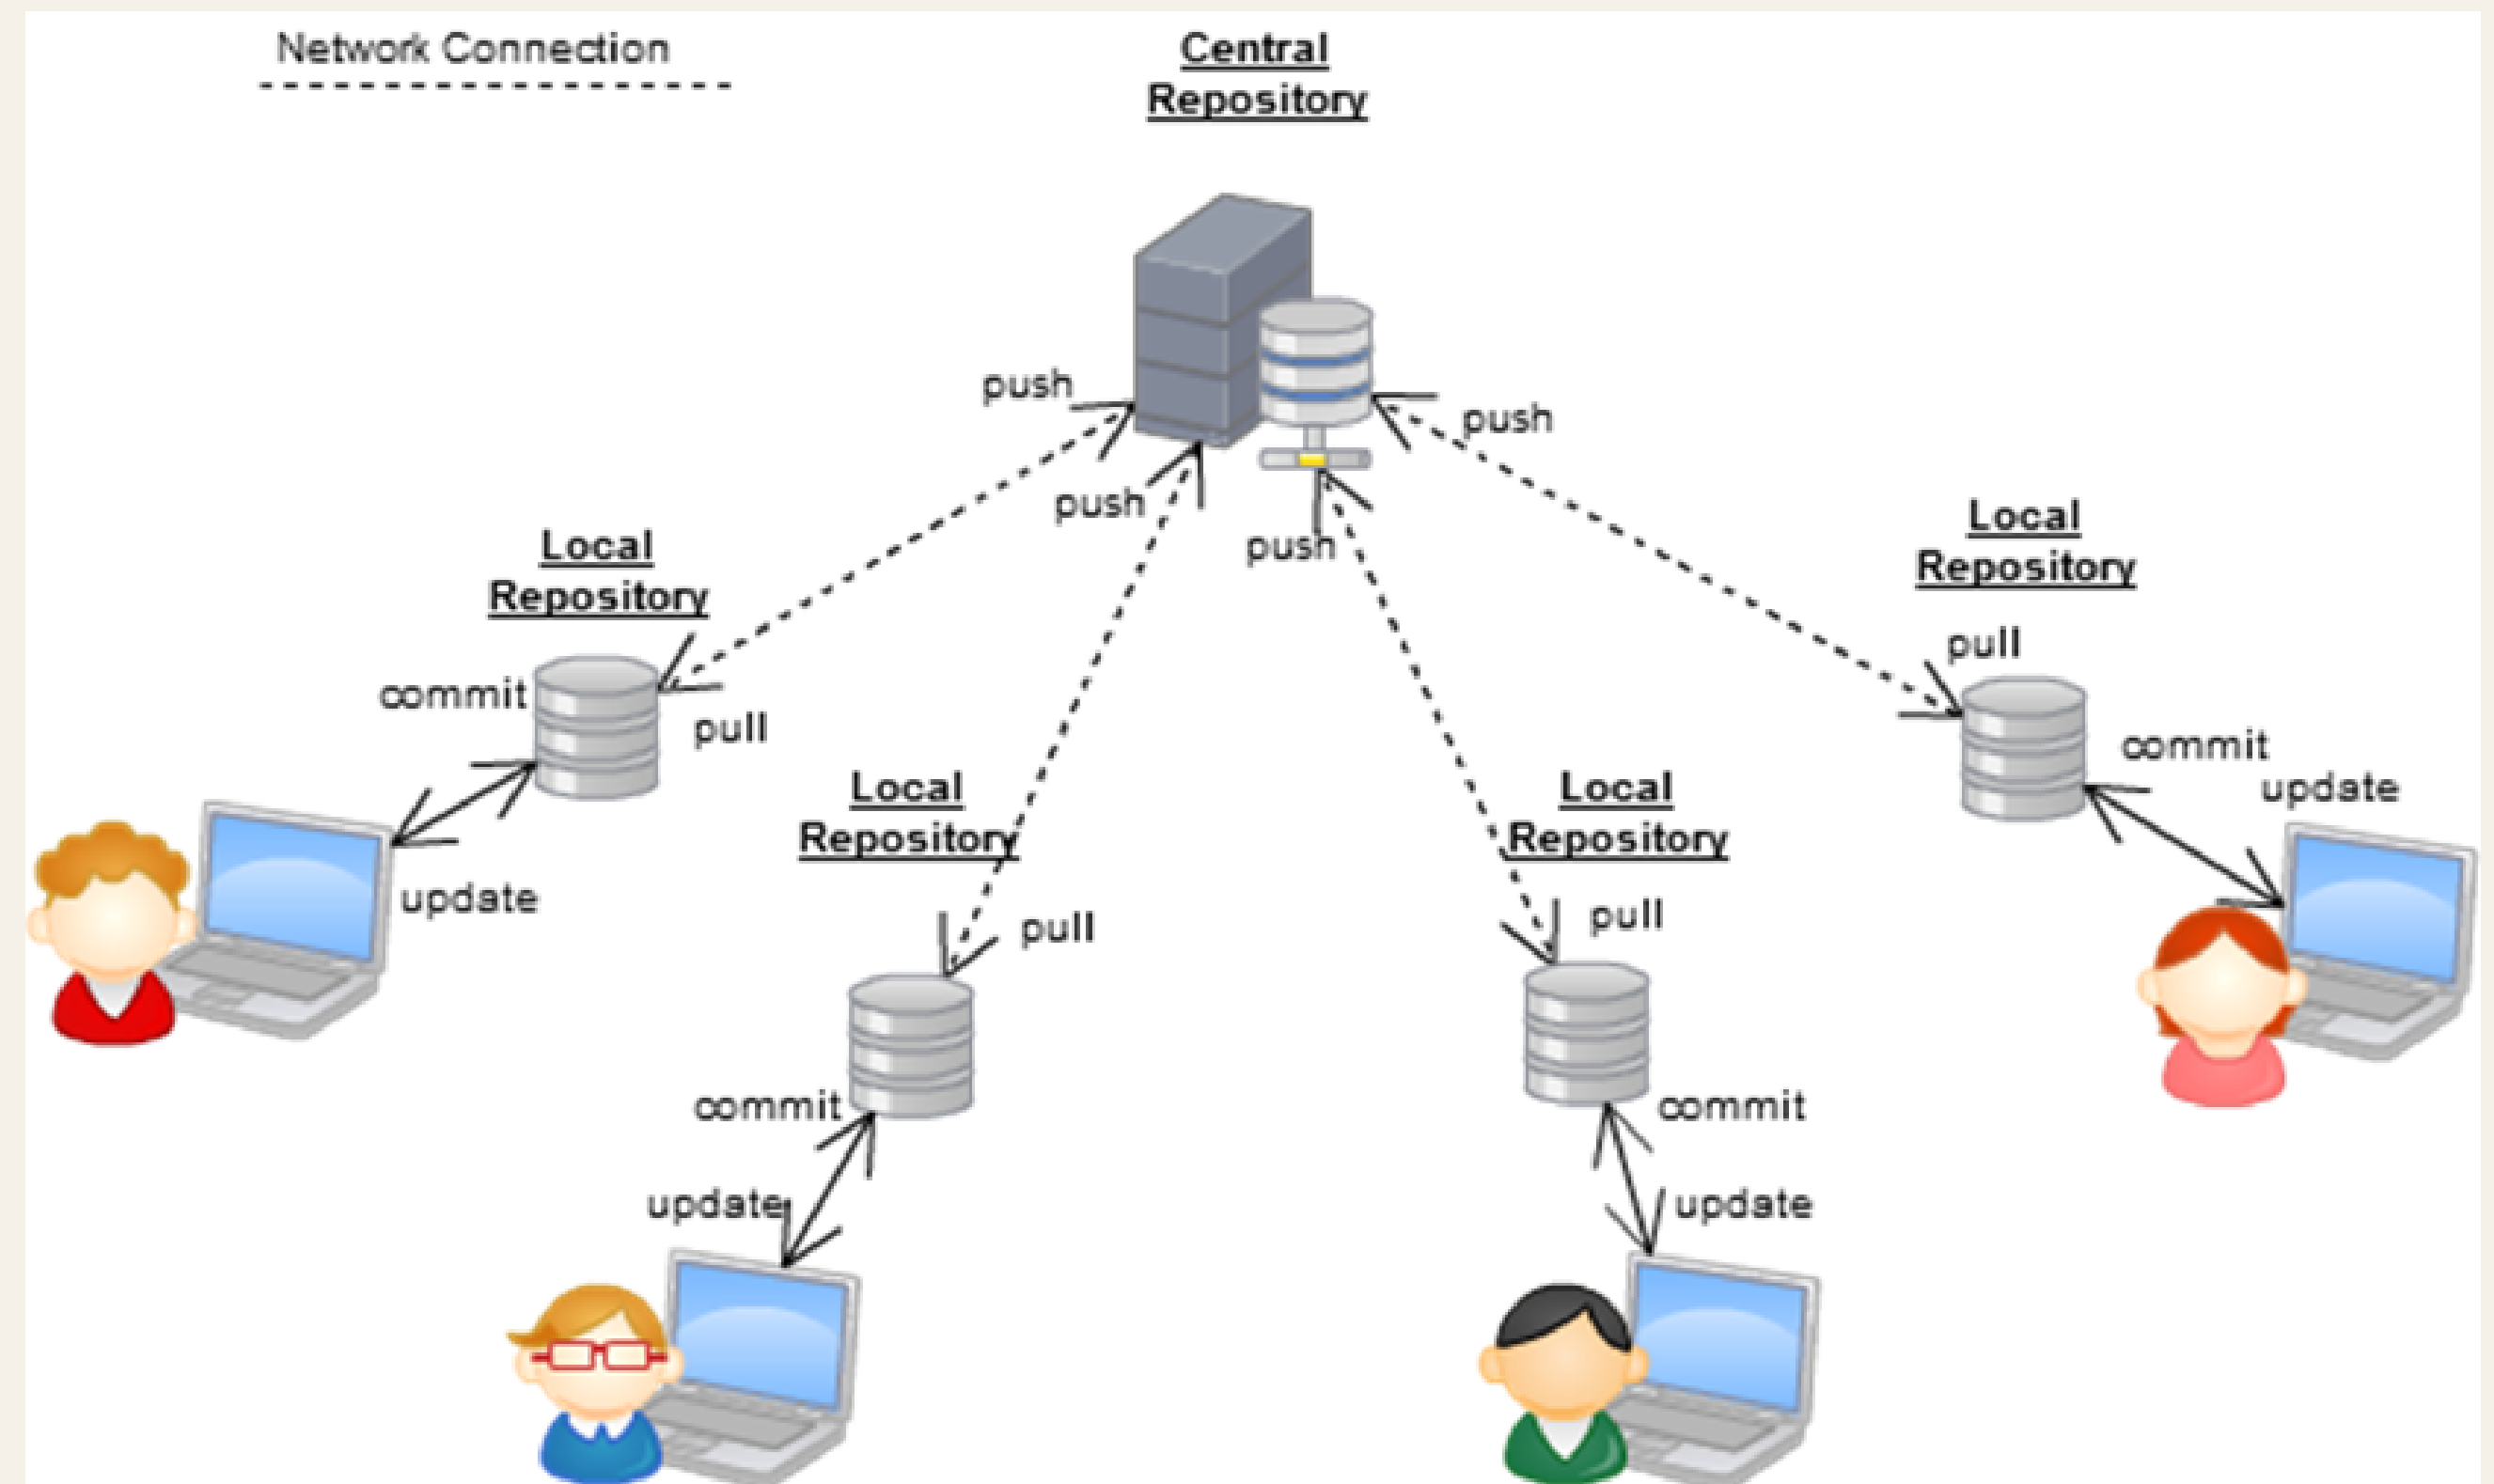 Network Connection
Central
Repository
push
push
push
push
Local
Repository
commit
pull
update
Local
Repository
pull
commit
update
Local
Repository
pull
commit
update
Local
Repository
pull
commit
update